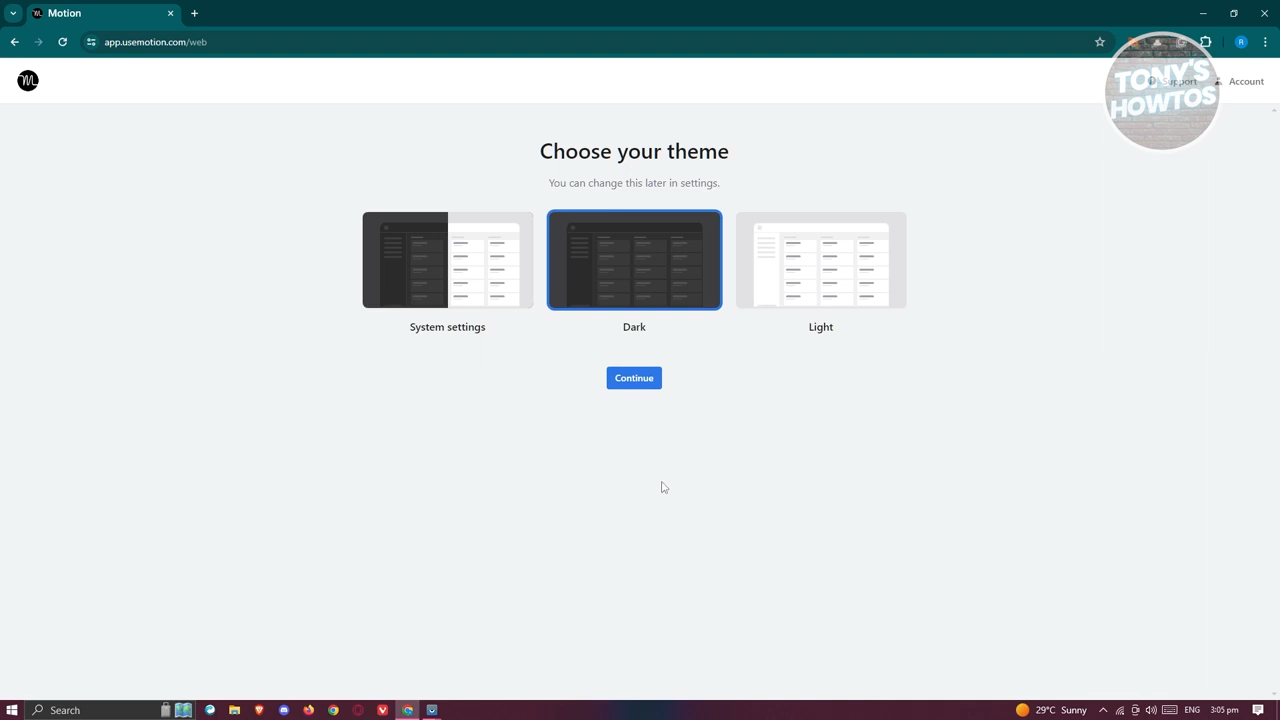 Motion
app.usemotion.com/web
R
M
TONY'S
HOWTOS
Support
Account
Choose your theme
You can change this later in settings.
System settings
Dark
Light
Continue
Search
29°C Sunny
ENG
3:05 pm